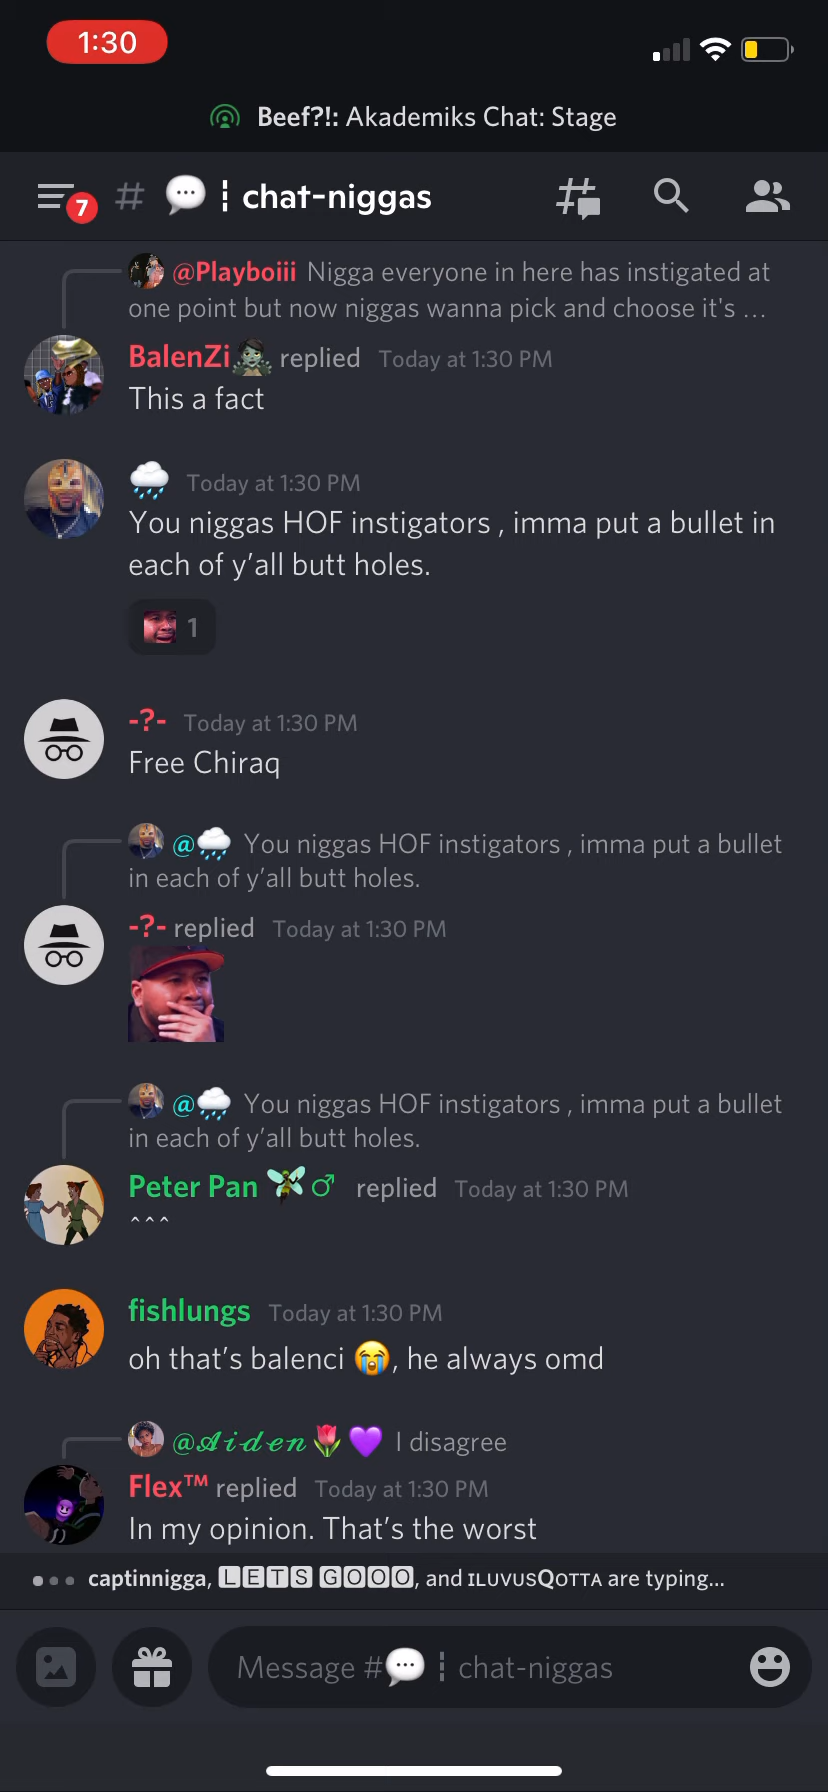 1:30
Beef?!: Akademiks Chat: Stage
7 # 💬 ┋ chat-niggas
@Playboiii Nigga everyone in here has instigated at
one point but now niggas wanna pick and choose it's ...
BalenZi🧟 replied Today at 1:30 PM
This a fact
🌧️ Today at 1:30 PM
You niggas HOF instigators , imma put a bullet in
each of y’all butt holes.
1
-?- Today at 1:30 PM
Free Chiraq
@🌧️ You niggas HOF instigators , imma put a bullet
in each of y’all butt holes.
-?- replied Today at 1:30 PM
@🌧️ You niggas HOF instigators , imma put a bullet
in each of y’all butt holes.
Peter Pan 🧚‍♂ replied Today at 1:30 PM
^^^
fishlungs Today at 1:30 PM
oh that’s balenci 😭, he always omd
@𝒜𝒾𝒹𝑒𝓃🌷💜 I disagree
Flex™ replied Today at 1:30 PM
In my opinion. That’s the worst
captinnigga, 🄻🄴🅃🅂 🄶🄾🄾🄾, and ɪʟᴜᴠᴜsQᴏᴛᴛᴀ are typing...
Message #💬 ┋ chat-niggas